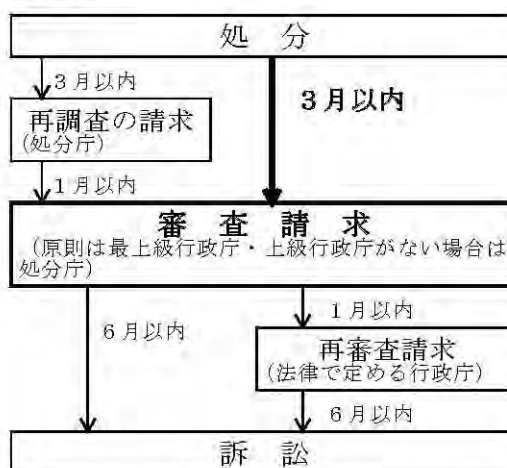 処 分
3月以内
3月以内
再調査の請求
(処分庁)
1月以内
審 査 請 求
(原則は最上級行政庁・上級行政庁がない場合は
処分庁)
6月以内
1月以内
再審査請求
(法律で定める行政庁)
6月以内
訴 訟